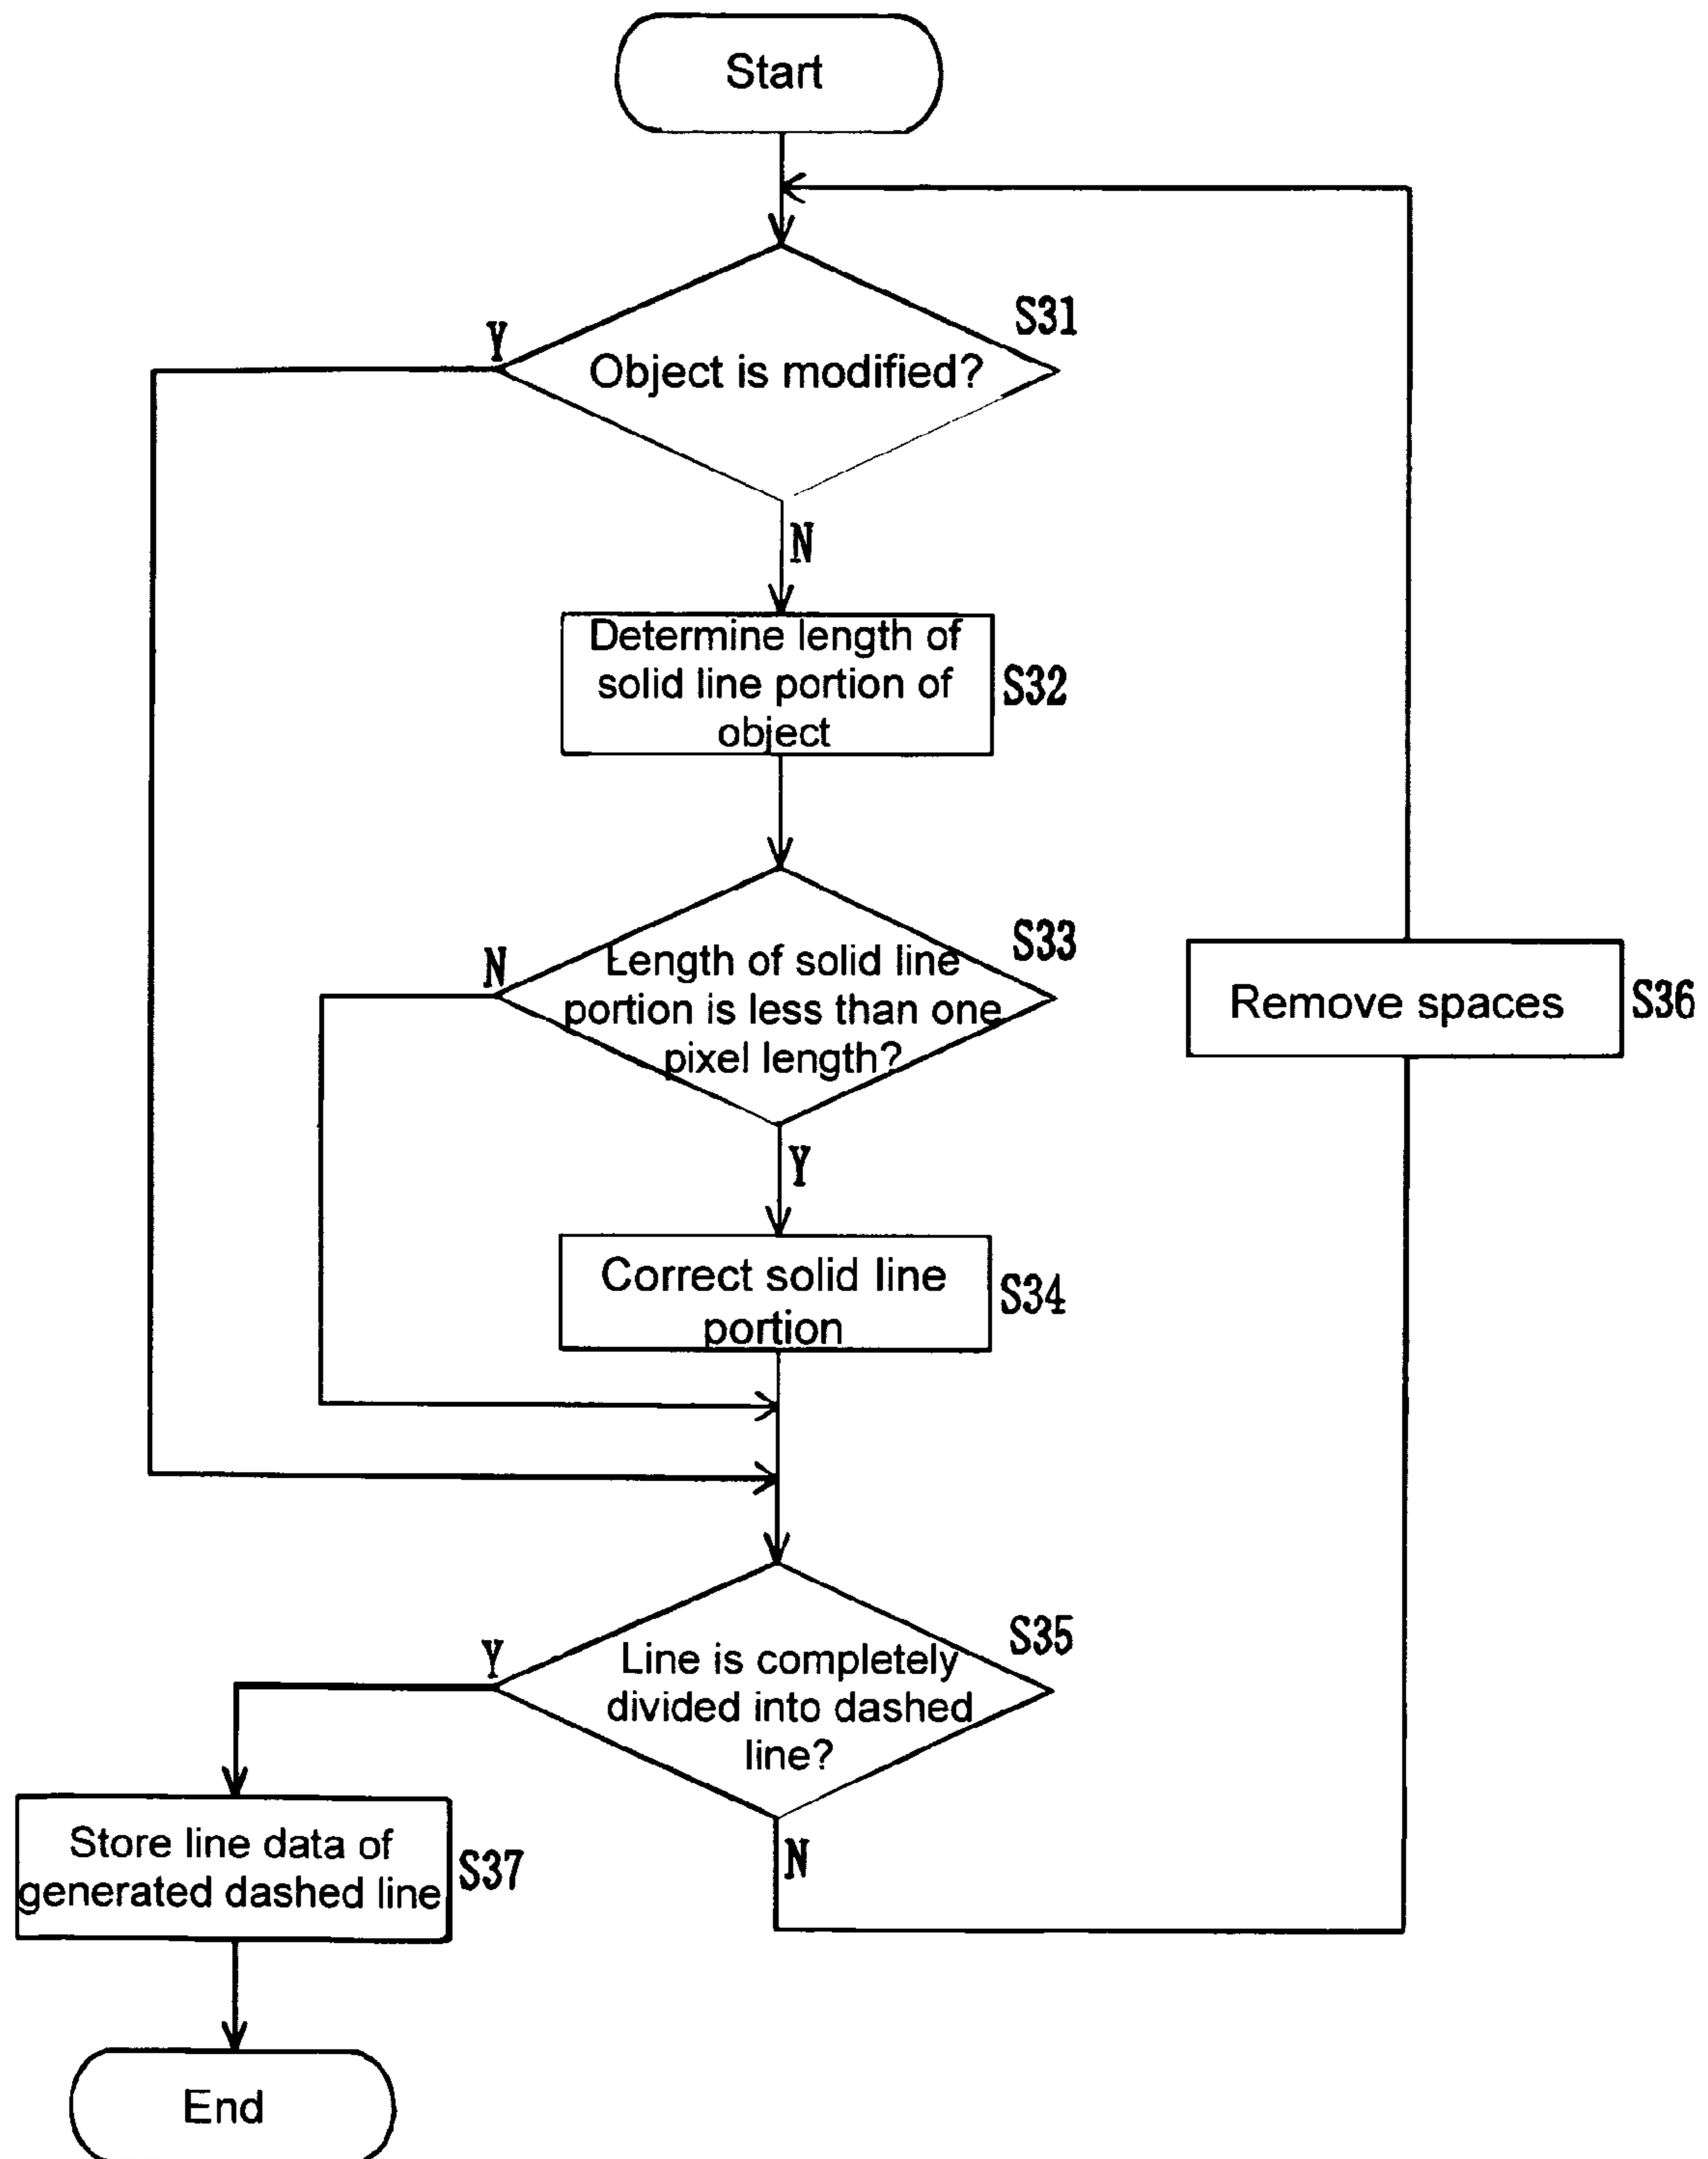 Start
S31
Y
Object is modified?
N
Determine length of
solid line portion of
object
S32
S33
N
Length of solid line
portion is less than one
pixel length?
Remove spaces
S36
Y
Correct solid line
portion
S34
S35
Y
Line is completely
divided into dashed
line?
N
Store line data of
generated dashed line
S37
End